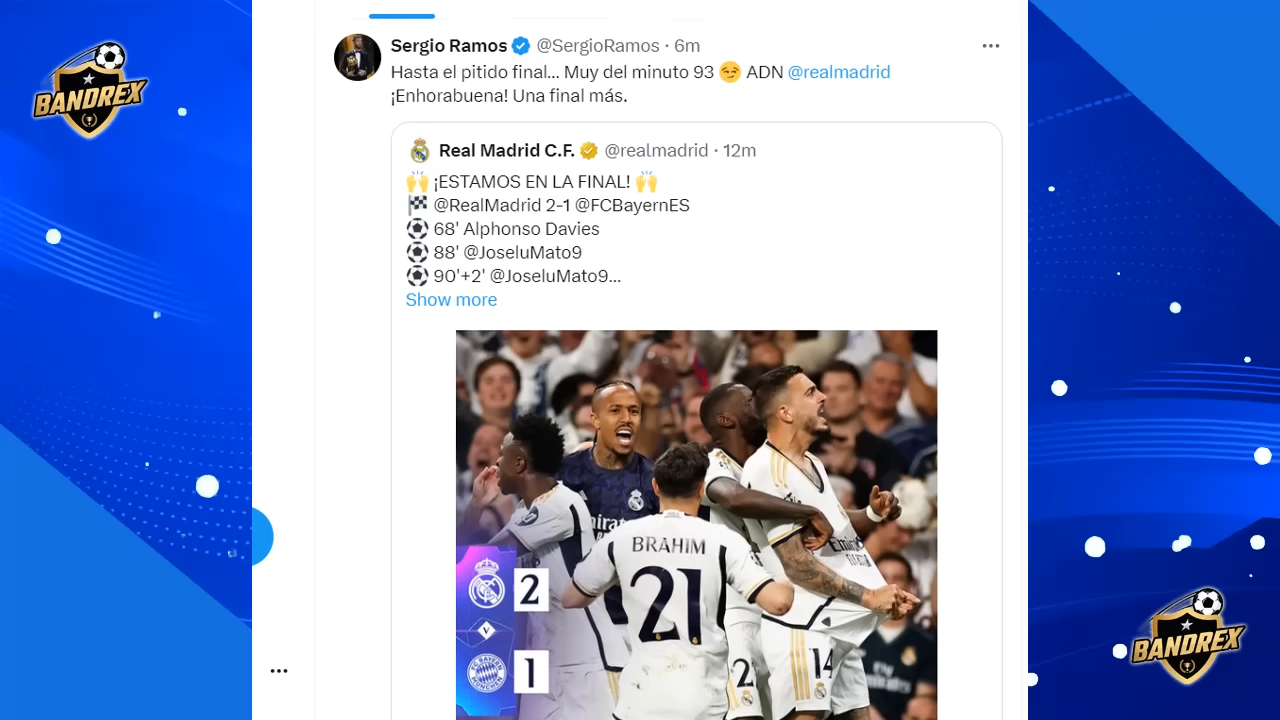 BANDREX
Sergio Ramos @SergioRamos · 6m
Hasta el pitido final... Muy del minuto 93 😏 ADN @realmadrid
¡Enhorabuena! Una final más.
Real Madrid C.F. @realmadrid · 12m
🙌 ¡ESTAMOS EN LA FINAL! 🙌
🏁 @RealMadrid 2-1 @FCBayernES
⚽ 68' Alphonso Davies
⚽ 88' @JoseluMato9
⚽ 90'+2' @JoseluMato9...
Show more
BRAHIM
21
2
V
1
2
14
BANDREX